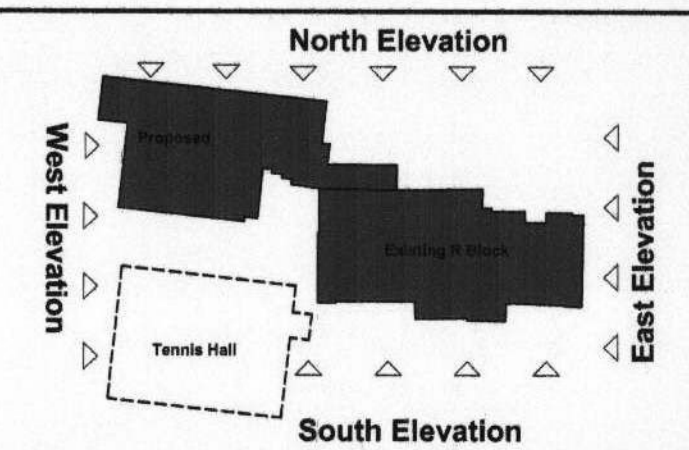 North Elevation
Proposed
West Elevation
Existing R Block
East Elevation
Tennis Hall
South Elevation